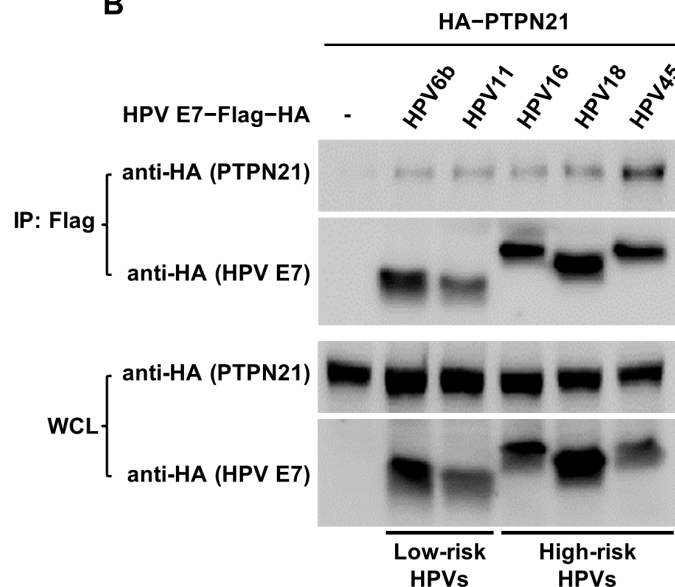 B
HA−PTPN21
HPV E7−Flag−HA - HPV6b HPV11 HPV16 HPV18 HPV45
anti-HA (PTPN21)
IP: Flag
anti-HA (HPV E7)
anti-HA (PTPN21)
WCL
anti-HA (HPV E7)
Low-risk HPVs
High-risk HPVs